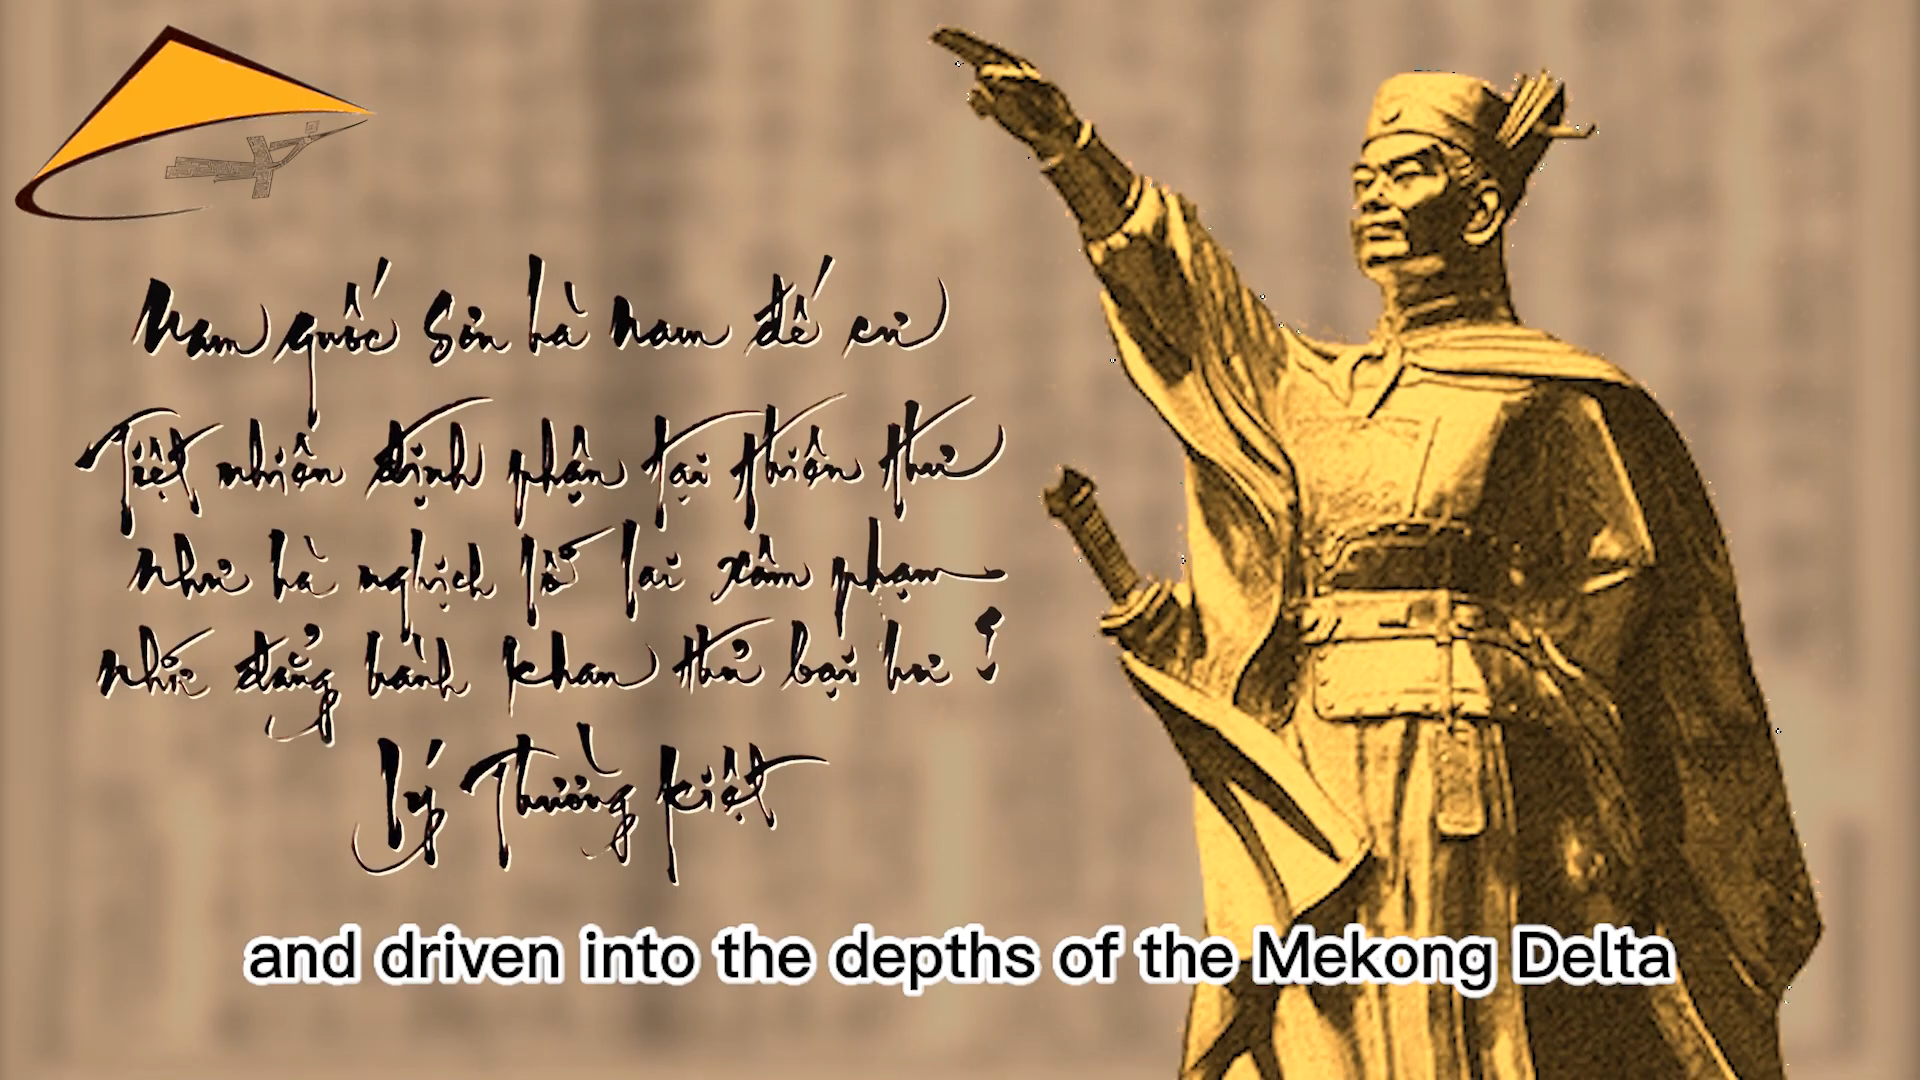 Nam quốc Sơn hà Nam đế cư
Tiệt nhiên định phận tại thiên thư
Như hà nghịch lỗ lai xâm phạm
Nhữ đẳng hành khan thủ bại hư !
Lý Thường Kiệt
and driven into the depths of the Mekong Delta